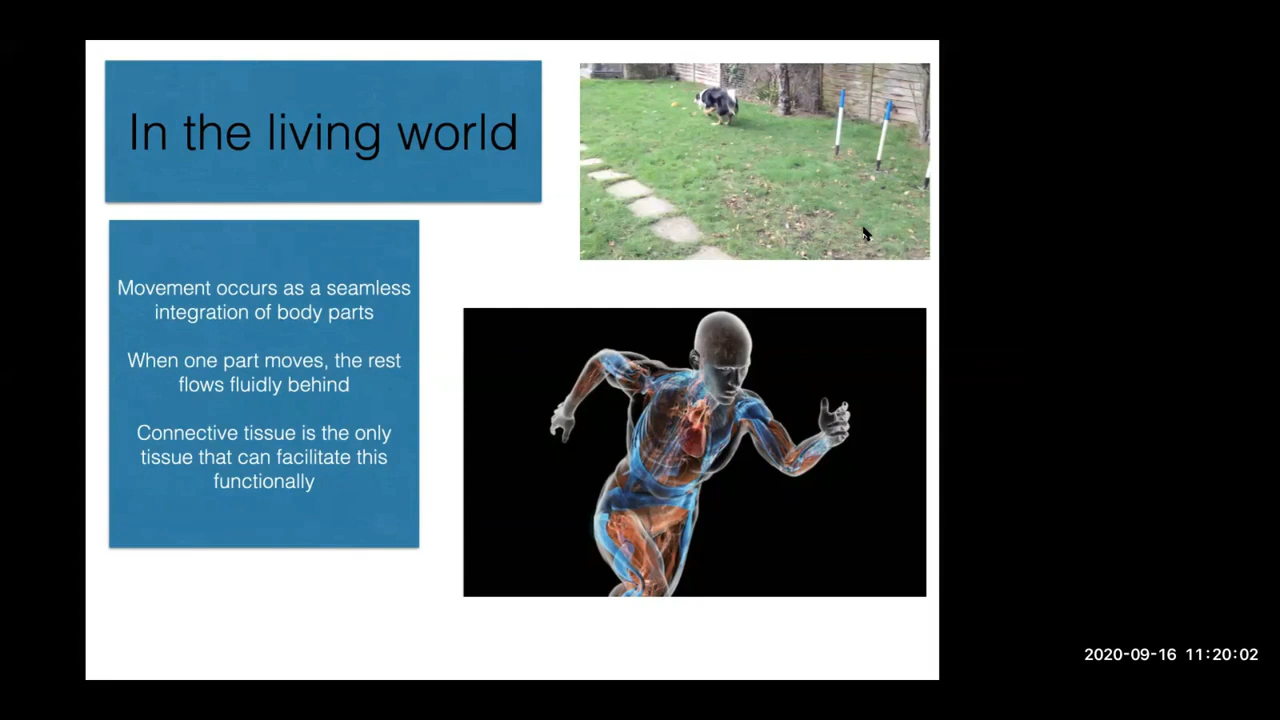 In the living world
Movement occurs as a seamless
integration of body parts
When one part moves, the rest
flows fluidly behind
Connective tissue is the only
tissue that can facilitate this
functionally
2020-09-16 11:20:02